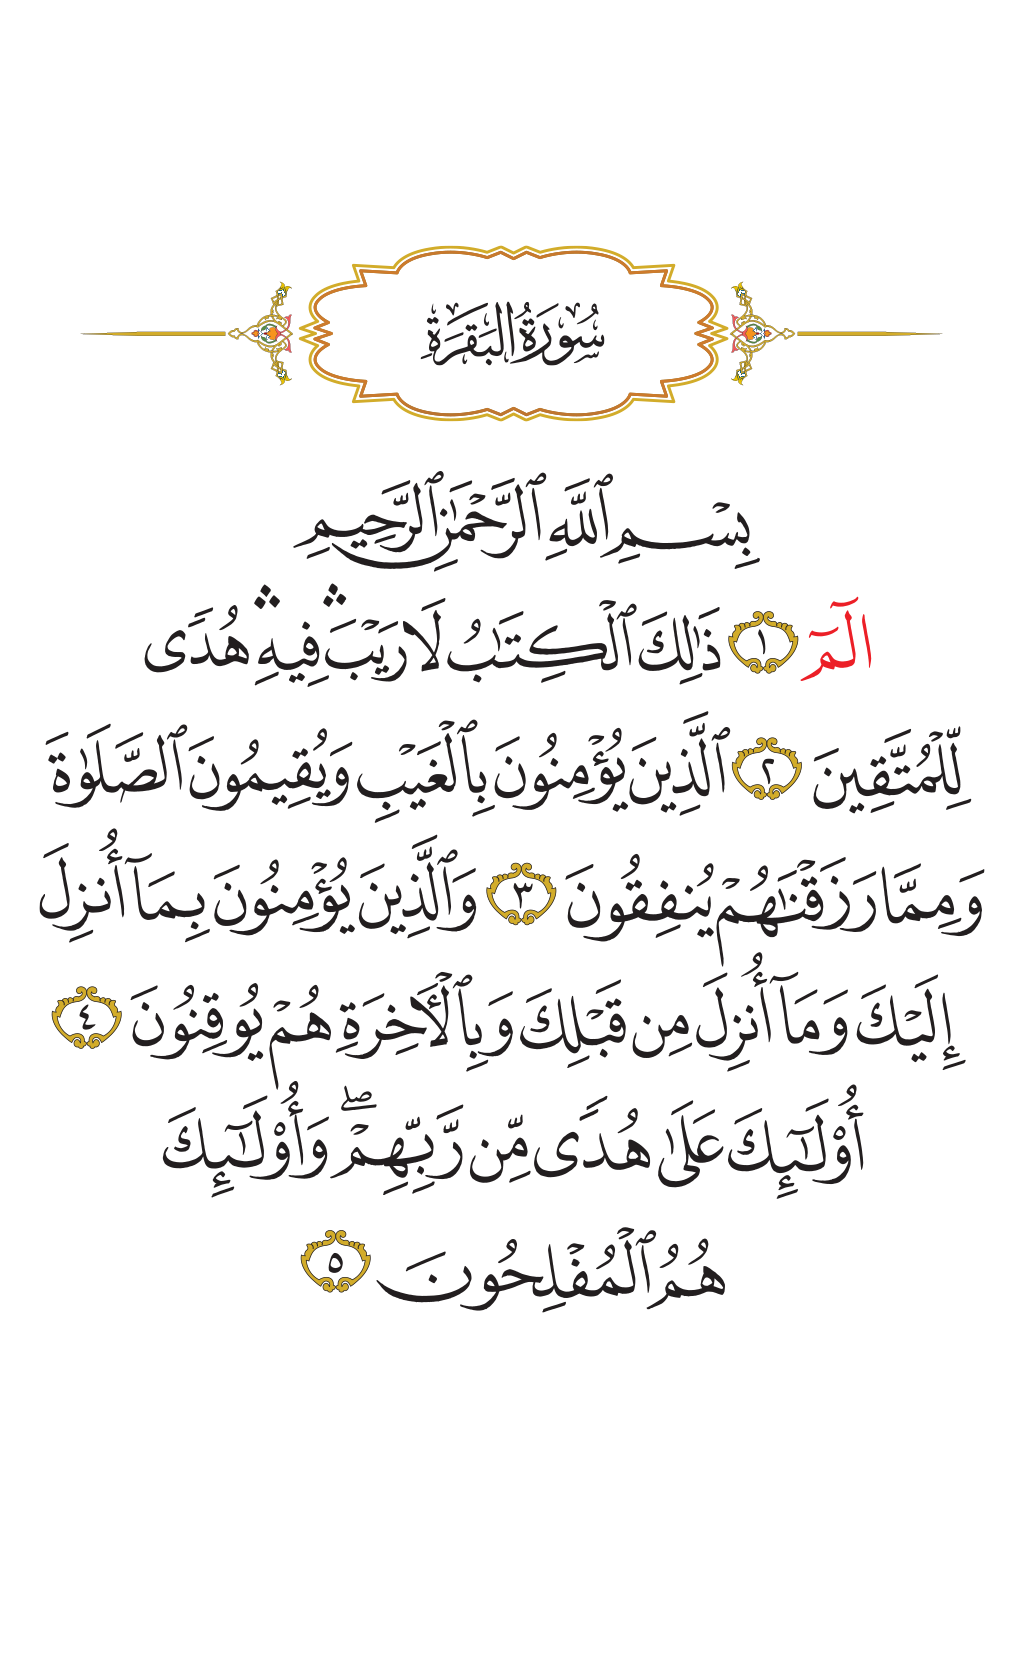 سُورَةُ البَقَرَةِ
بِسْمِ ٱللَّهِ ٱلرَّحْمَٰنِ ٱلرَّحِيمِ
الٓمٓ ١ ذَٰلِكَ ٱلْكِتَٰبُ لَا رَيْبَ ۛ فِيهِ ۛ هُدًى
لِّلْمُتَّقِينَ ٢ ٱلَّذِينَ يُؤْمِنُونَ بِٱلْغَيْبِ وَيُقِيمُونَ ٱلصَّلَوٰةَ
وَمِمَّا رَزَقْنَٰهُمْ يُنفِقُونَ ٣ وَٱلَّذِينَ يُؤْمِنُونَ بِمَآ أُنزِلَ
إِلَيْكَ وَمَآ أُنزِلَ مِن قَبْلِكَ وَبِٱلْأَخِرَةِ هُمْ يُوقِنُونَ ٤
أُوْلَٰٓئِكَ عَلَىٰ هُدًى مِّن رَّبِّهِمْ ۖ وَأُوْلَٰٓئِكَ
هُمُ ٱلْمُفْلِحُونَ ٥